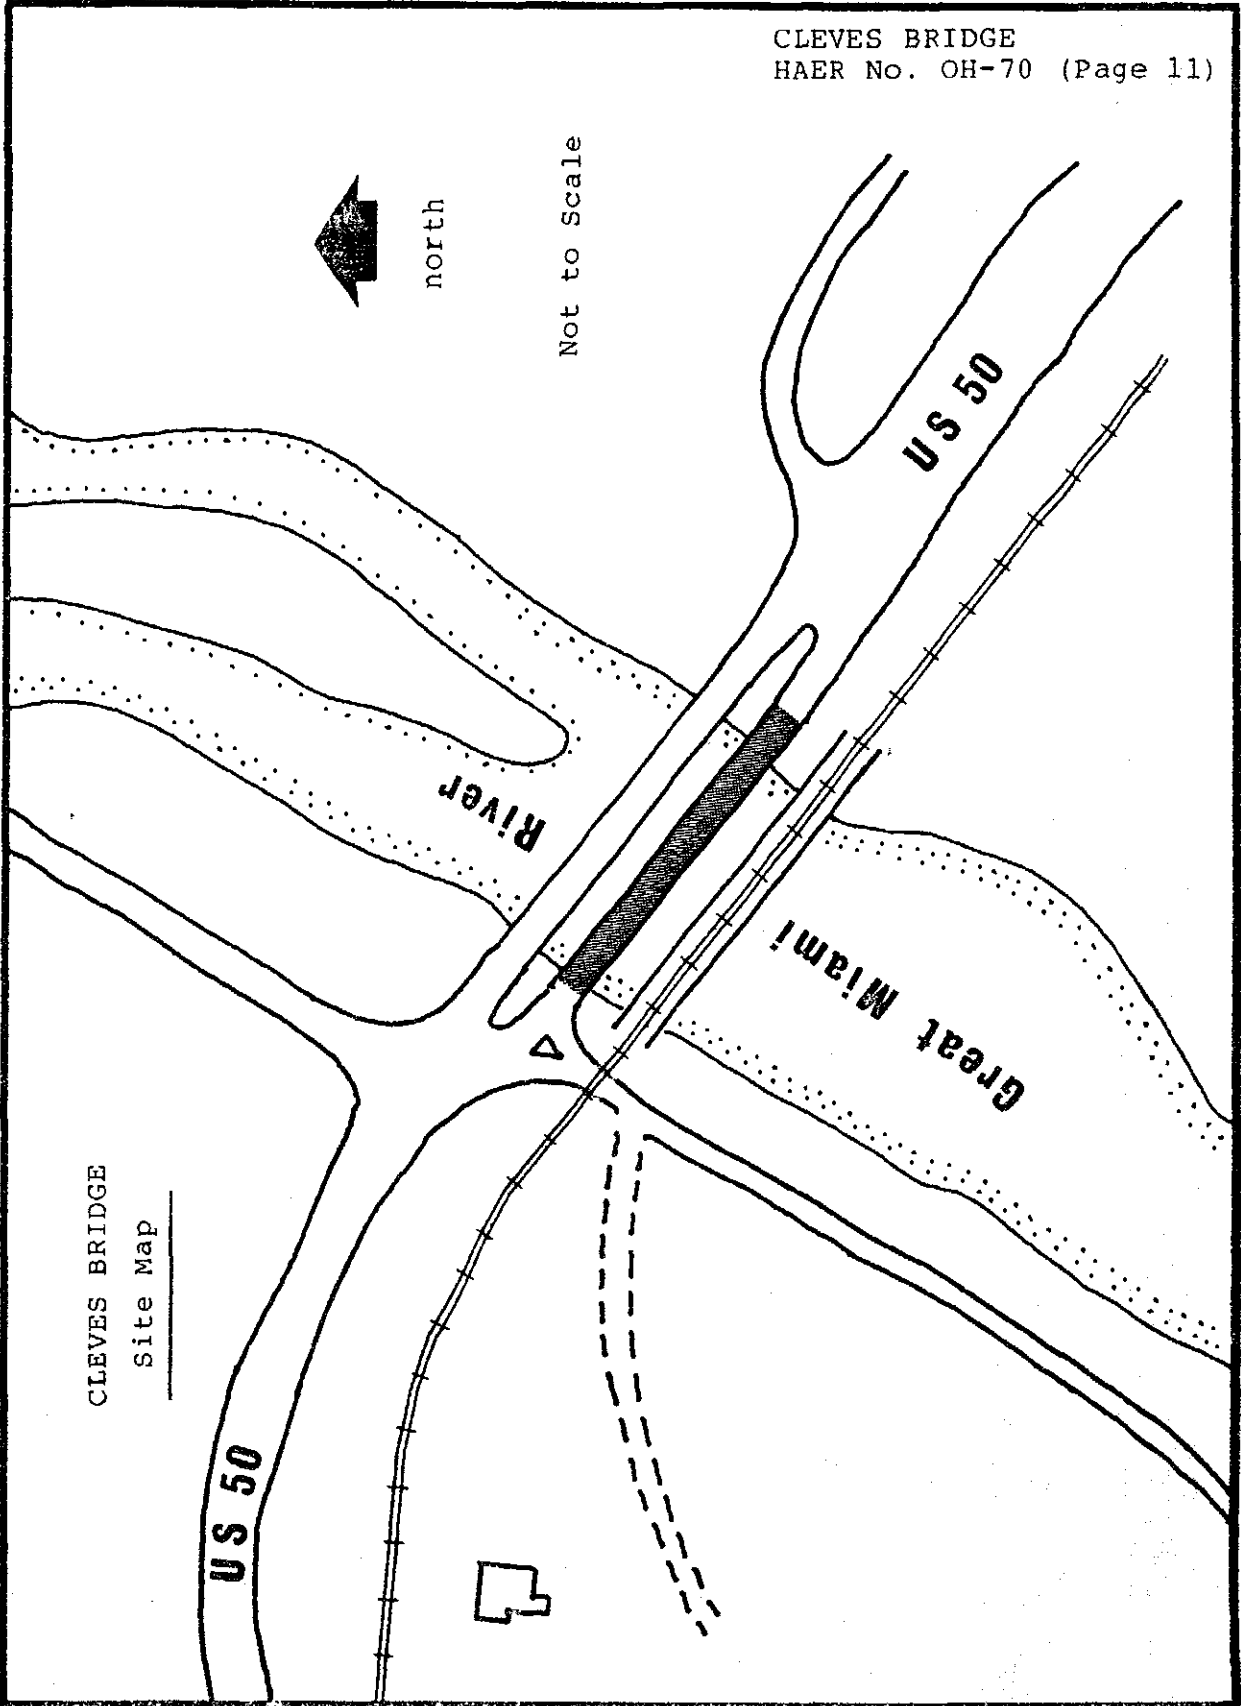 CLEVES BRIDGE
HAER No. OH-70 (Page 11)
north
Not to Scale
US 50
River
Great Miami
CLEVES BRIDGE
Site Map
US 50